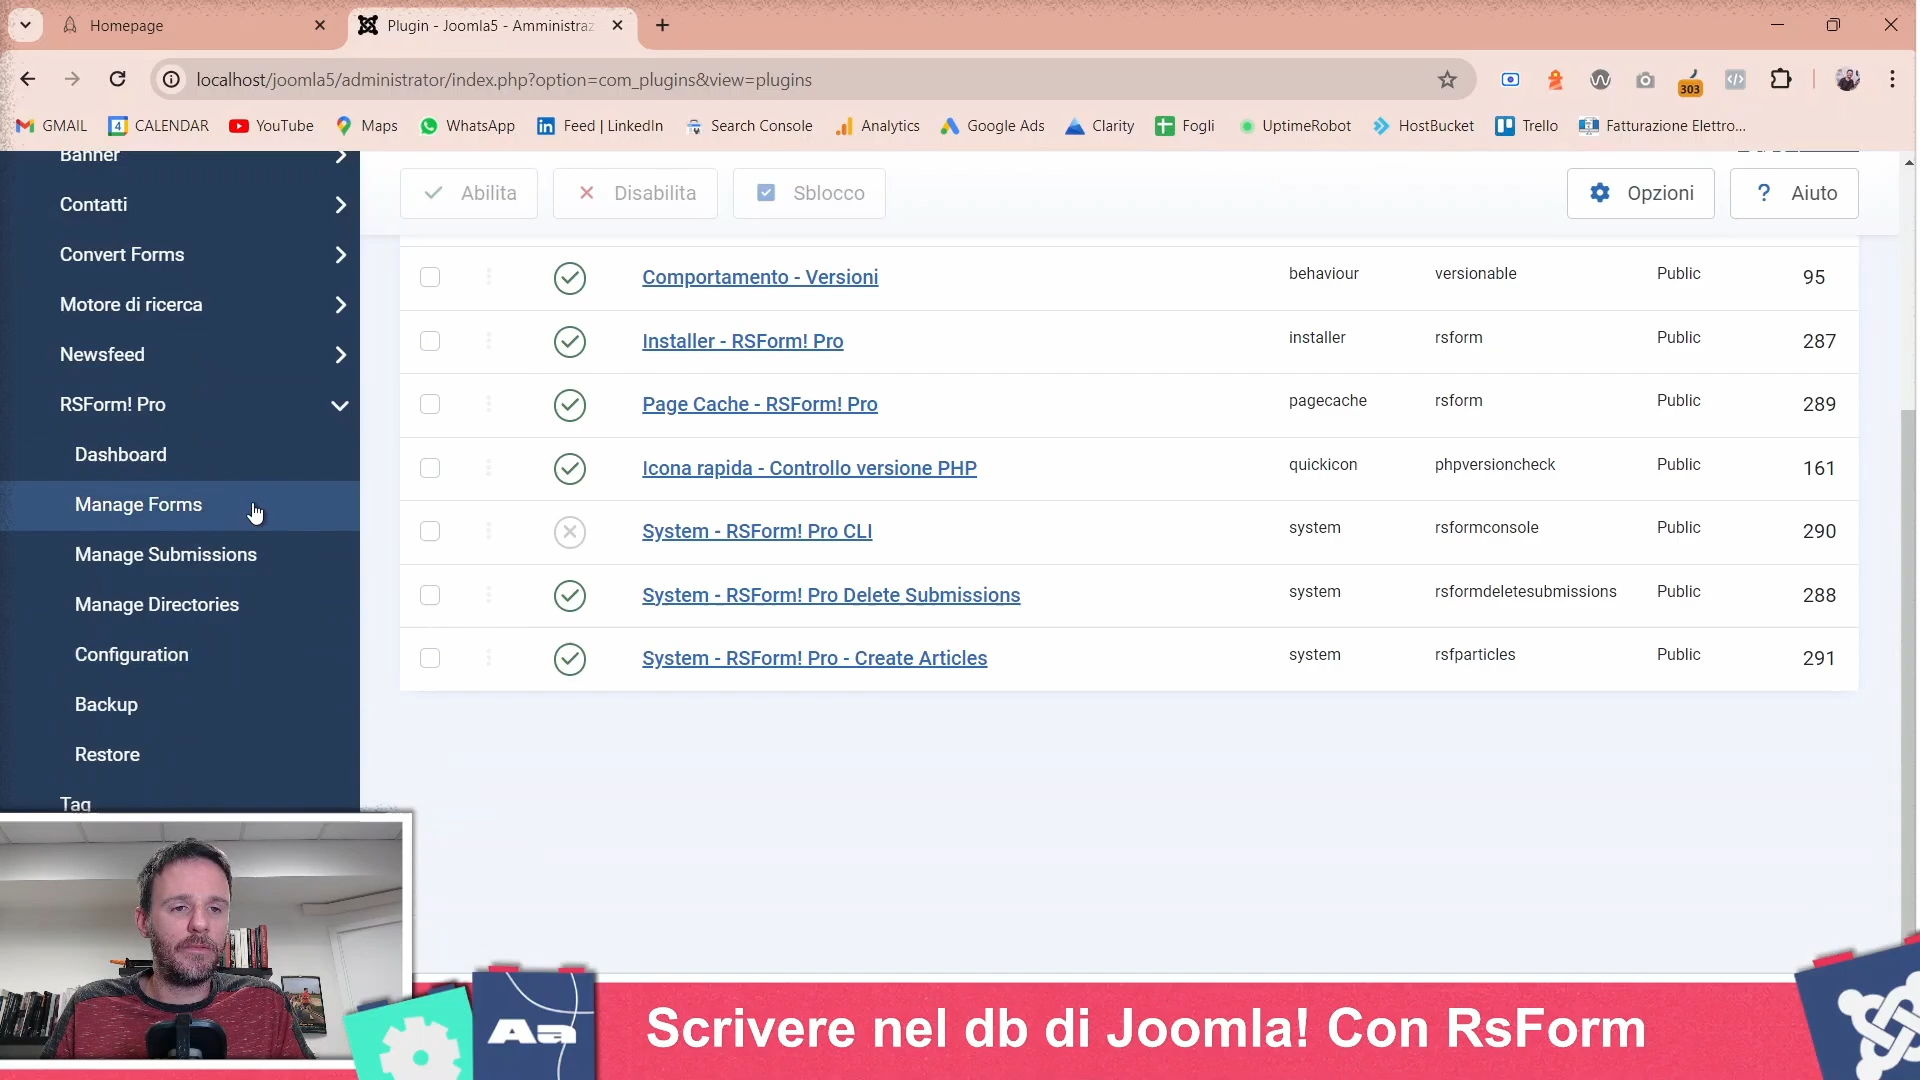 Homepage
Plugin - Joomla5 - Amministraz
localhost/joomla5/administrator/index.php?option=com_plugins&view=plugins
303
GMAIL
4 CALENDAR
YouTube
Maps
WhatsApp
Feed | LinkedIn
Search Console
Analytics
Google Ads
Clarity
Fogli
UptimeRobot
HostBucket
Trello
Fatturazione Elettro...
Banner
Contatti
Convert Forms
Motore di ricerca
Newsfeed
RSForm! Pro
Dashboard
Manage Forms
Manage Submissions
Manage Directories
Configuration
Backup
Restore
Tag
Abilita
Disabilita
Sblocco
Opzioni
? Aiuto
Comportamento - Versioni behaviour versionable Public 95
Installer - RSForm! Pro installer rsform Public 287
Page Cache - RSForm! Pro pagecache rsform Public 289
Icona rapida - Controllo versione PHP quickicon phpversioncheck Public 161
System - RSForm! Pro CLI system rsformconsole Public 290
System - RSForm! Pro Delete Submissions system rsformdeletesubmissions Public 288
System - RSForm! Pro - Create Articles system rsfparticles Public 291
Aa
Scrivere nel db di Joomla! Con RsForm